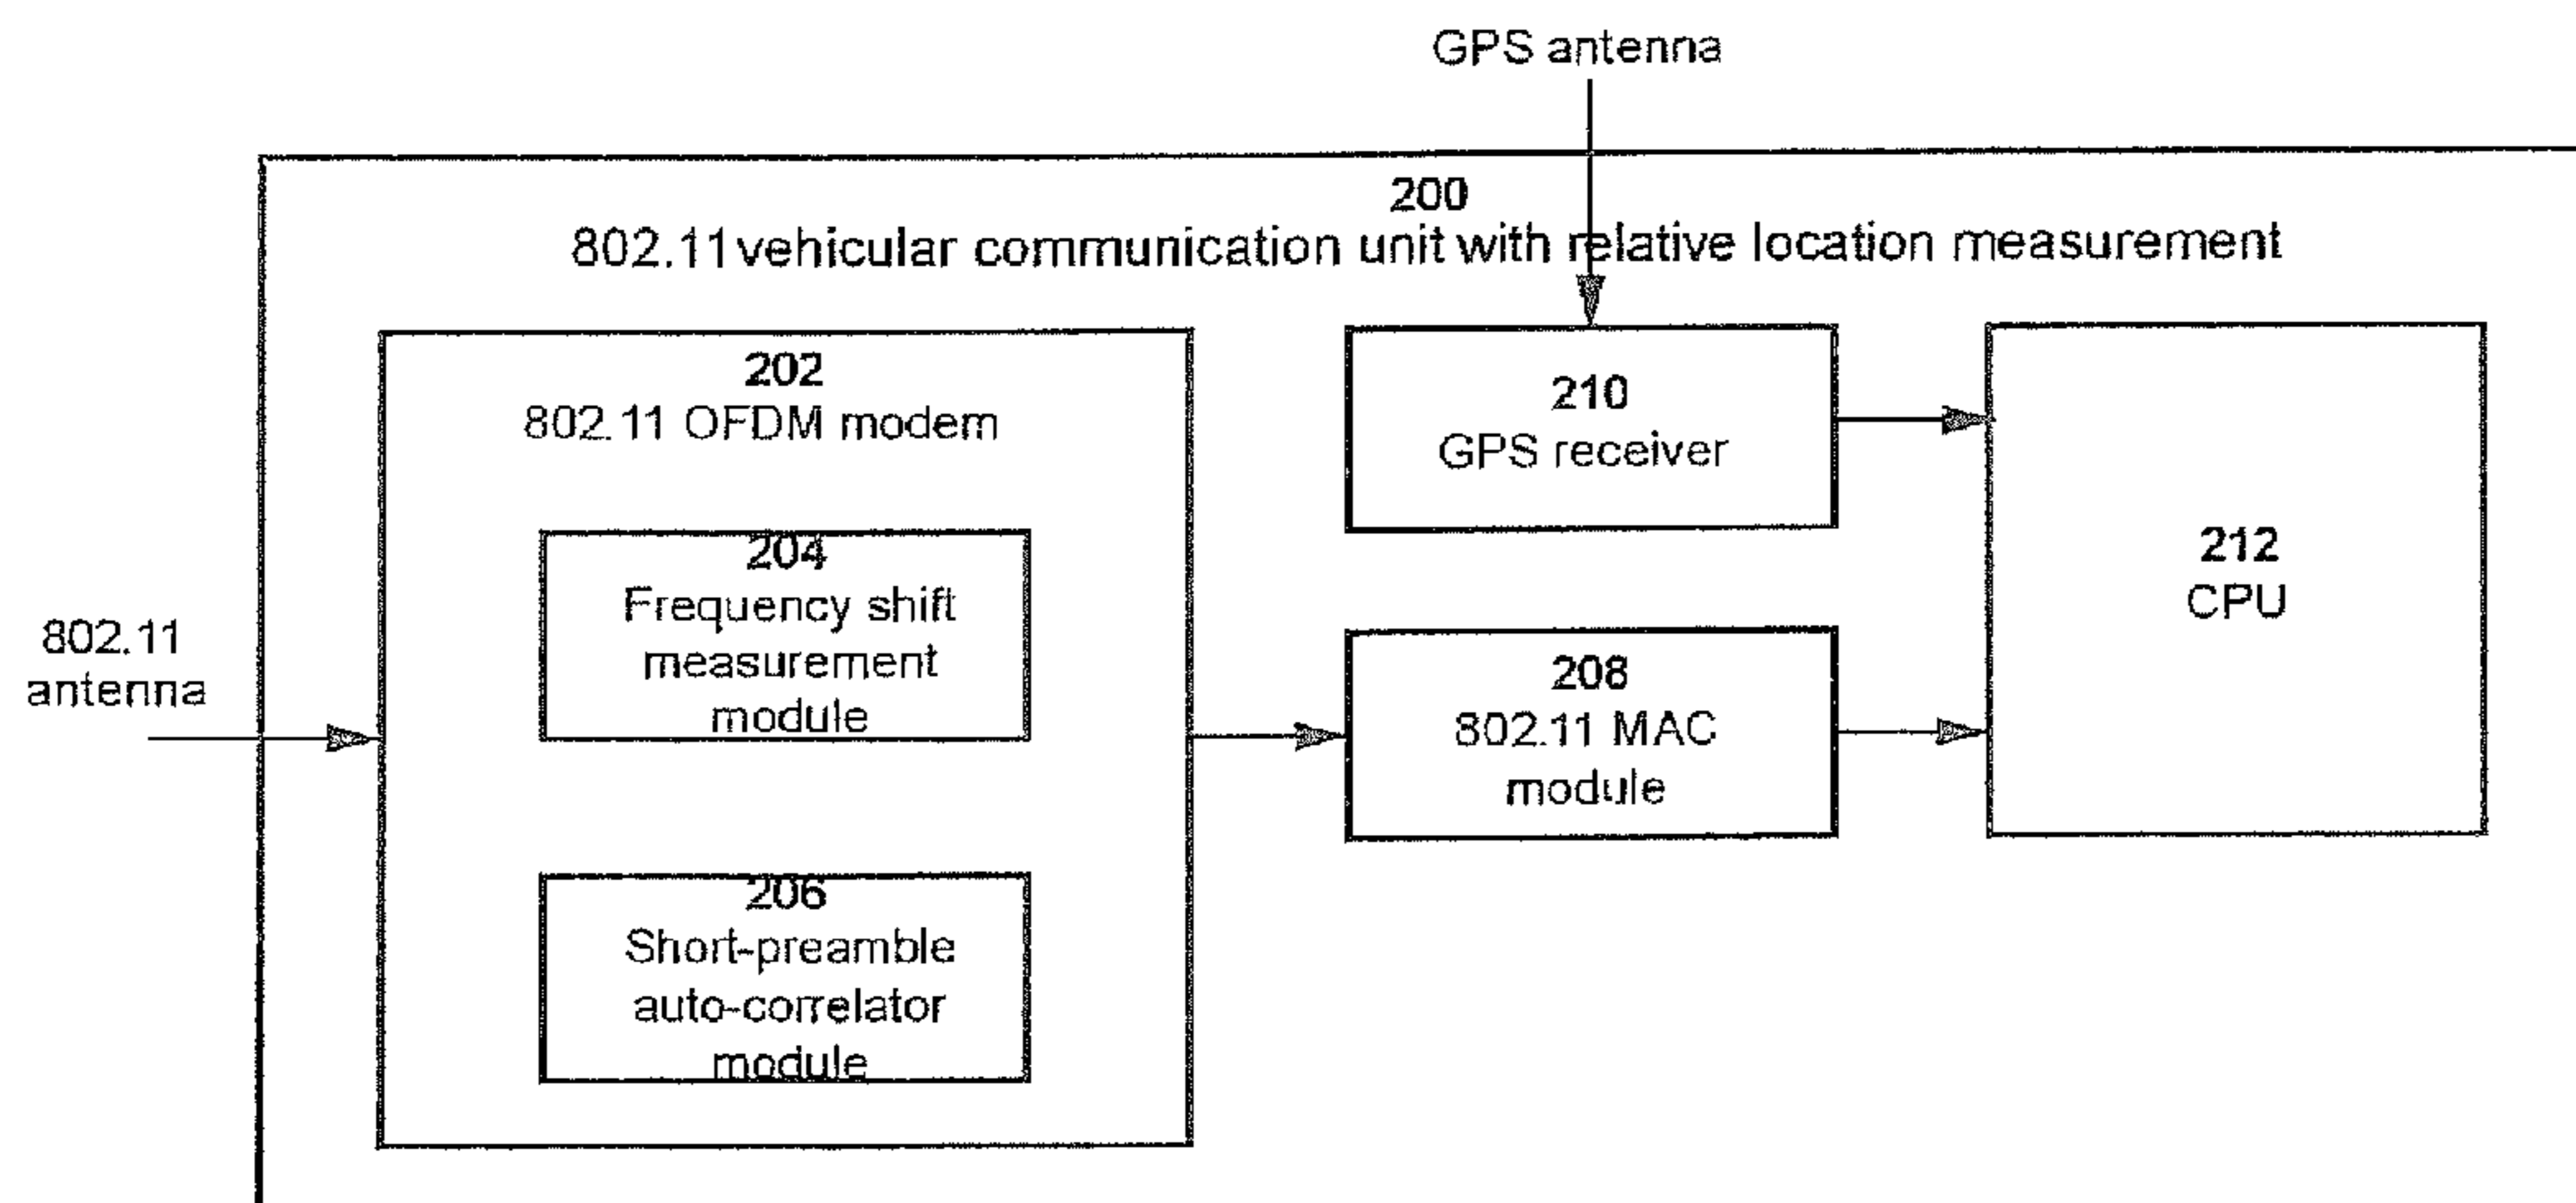 GPS antenna
200
802.11 vehicular communication unit with relative location measurement
202
802.11 OFDM modem
204
Frequency shift
measurement
module
206
Short-preamble
auto-correlator
module
802.11
antenna
210
GPS receiver
208
802.11 MAC
module
212
CPU